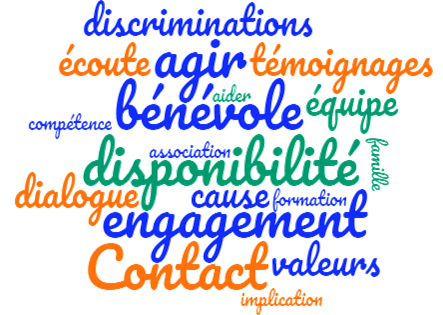 discriminations
écoute agir témoignages
aider
bénévole équipe
compétence
association
disponibilité famille
dialogue cause formation
engagement
Contact valeurs
implication